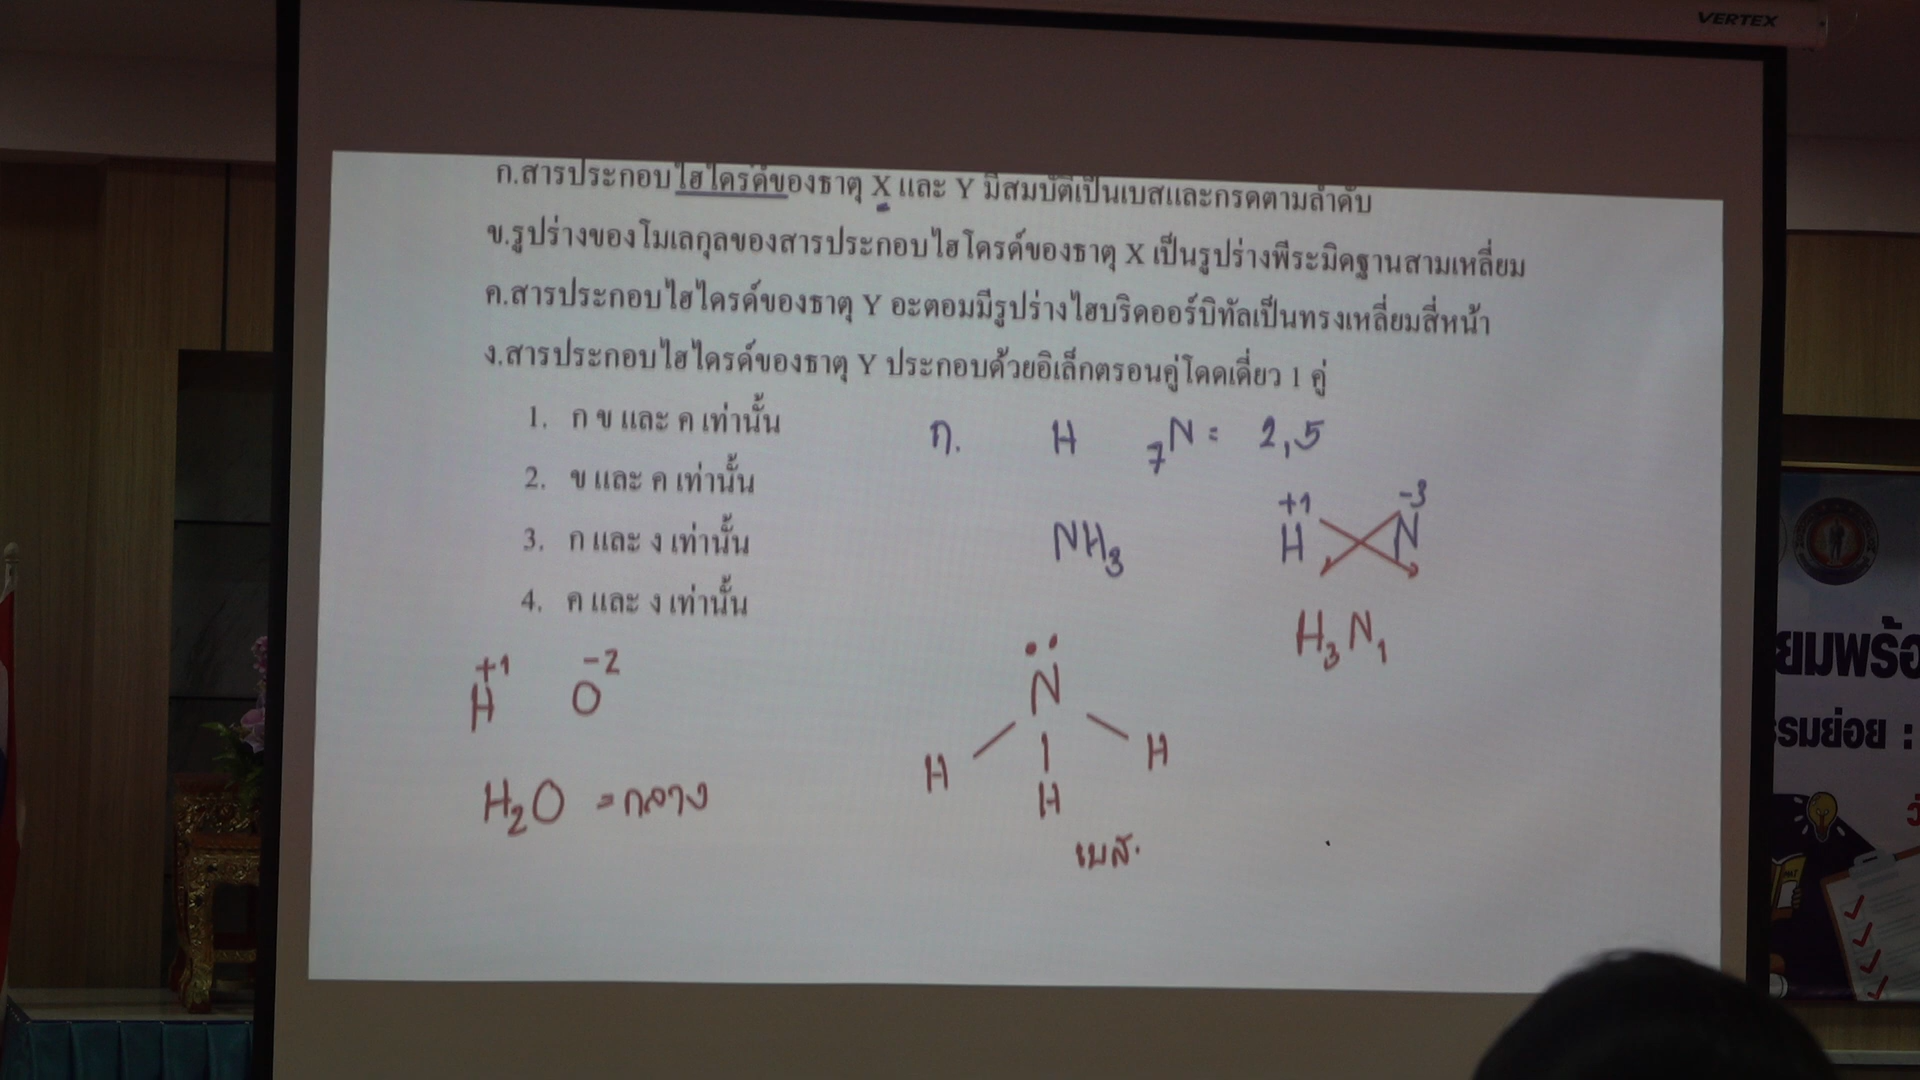 VERTEX
ก.สารประกอบไฮไดรด์ของธาตุ X และ Y มีสมบัติเป็นเบสและกรดตามลำดับ
ข.รูปร่างของโมเลกุลของสารประกอบไฮโดรด์ของธาตุ X เป็นรูปร่างพีระมิดฐานสามเหลี่ยม
ค.สารประกอบไฮไดรด์ของธาตุ Y อะตอมมีรูปร่างไฮบริดออร์บิทัลเป็นทรงเหลี่ยมสี่หน้า
ง.สารประกอบไฮไดรด์ของธาตุ Y ประกอบด้วยอิเล็กตรอนคู่โดดเดี่ยว 1 คู่
1. ก ข และ ค เท่านั้น
2. ข และ ค เท่านั้น
3. ก และ ง เท่านั้น
4. ค และ ง เท่านั้น
ก. H ₇N = 2,5
+1 -3
H N
NH₃
H₃N₁
+1 -2
H O
H₂O = กลาง
N
H H
H
เบส
ยมพร้อ
รรมย่อย :